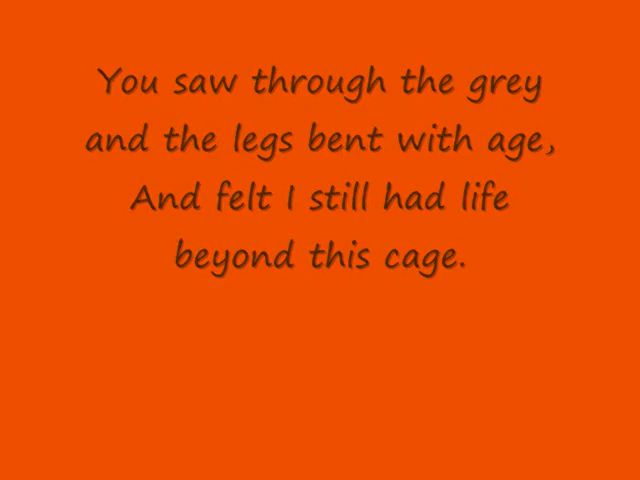 You saw through the grey
and the legs bent with age,
And felt I still had life
beyond this cage.